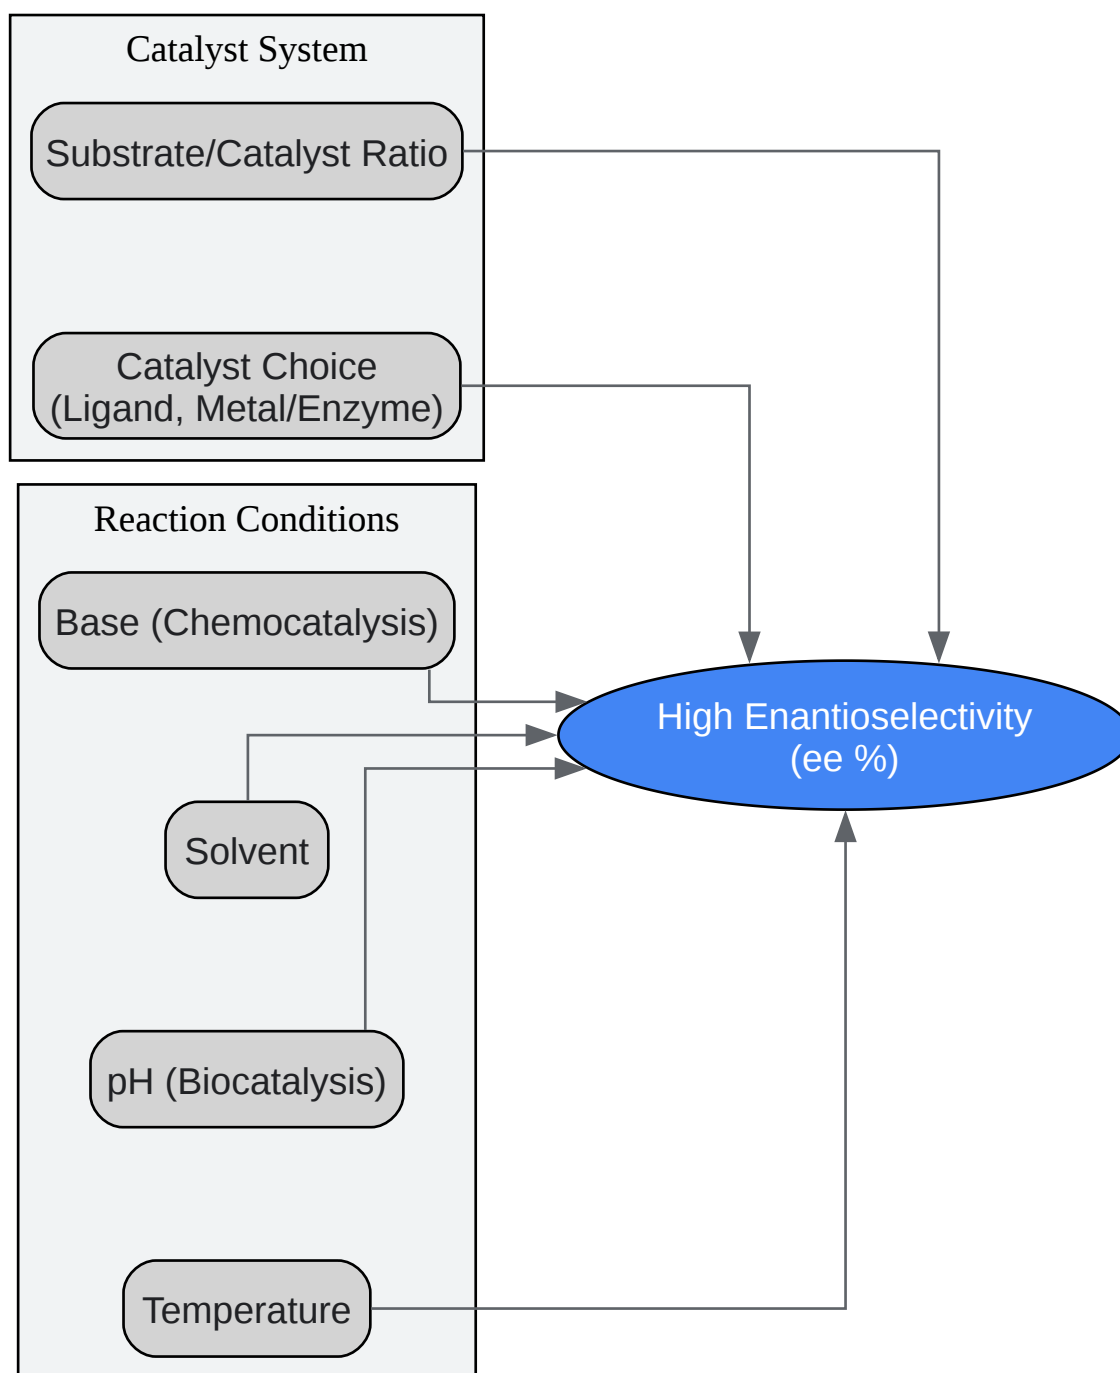 Catalyst System
Substrate/Catalyst Ratio
Catalyst Choice
(Ligand, Metal/Enzyme)
Reaction Conditions
Base (Chemocatalysis)
High Enantioselectivity
(ee %)
Solvent
pH (Biocatalysis)
Temperature